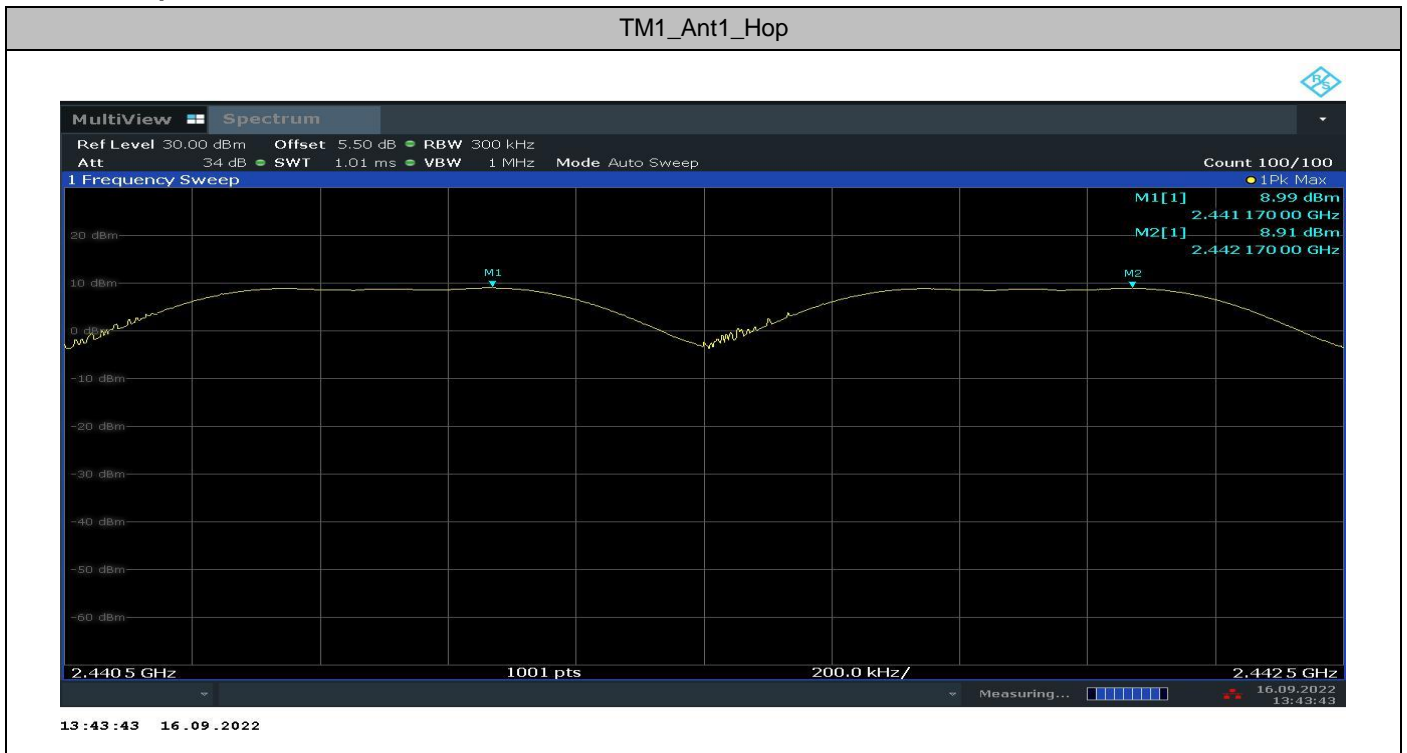 TM1_Ant1_Hop
R&S
MultiView Spectrum
Ref Level 30.00 dBm Offset 5.50 dB RBW 300 kHz
Att 34 dB SWT 1.01 ms VBW 1 MHz Mode Auto Sweep Count 100/100
1 Frequency Sweep 1Pk Max
M1[1] 8.99 dBm
2.441 170 00 GHz
20 dBm M2[1] 8.91 dBm
2.442 170 00 GHz
M1 M2
10 dBm
0 dBm
-10 dBm
-20 dBm
-30 dBm
-40 dBm
-50 dBm
-60 dBm
2.4405 GHz 1001 pts 200.0 kHz/ 2.4425 GHz
Measuring... 16.09.2022
13:43:43
13:43:43 16.09.2022